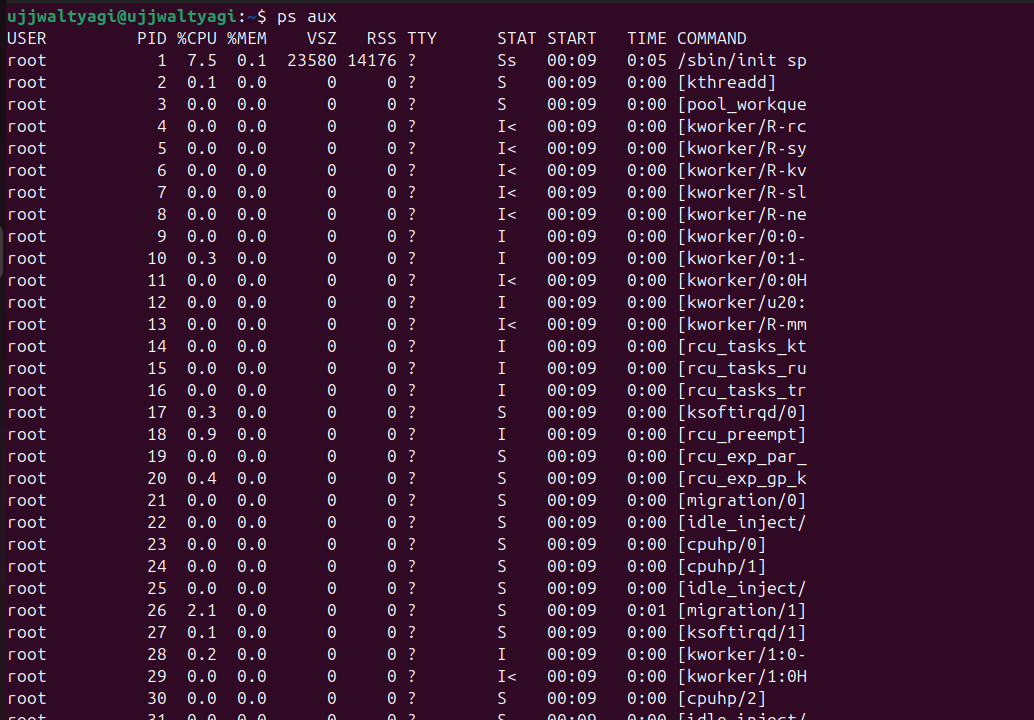 ujjwaltyagi@ujjwaltyagi:~$ ps aux
USER         PID %CPU %MEM    VSZ   RSS TTY      STAT START   TIME COMMAND
root           1  7.5  0.1  23580 14176 ?        Ss   00:09   0:05 /sbin/init sp
root           2  0.1  0.0      0     0 ?        S    00:09   0:00 [kthreadd]
root           3  0.0  0.0      0     0 ?        S    00:09   0:00 [pool_workque
root           4  0.0  0.0      0     0 ?        I<   00:09   0:00 [kworker/R-rc
root           5  0.0  0.0      0     0 ?        I<   00:09   0:00 [kworker/R-sy
root           6  0.0  0.0      0     0 ?        I<   00:09   0:00 [kworker/R-kv
root           7  0.0  0.0      0     0 ?        I<   00:09   0:00 [kworker/R-sl
root           8  0.0  0.0      0     0 ?        I<   00:09   0:00 [kworker/R-ne
root           9  0.0  0.0      0     0 ?        I    00:09   0:00 [kworker/0:0-
root          10  0.3  0.0      0     0 ?        I    00:09   0:00 [kworker/0:1-
root          11  0.0  0.0      0     0 ?        I<   00:09   0:00 [kworker/0:0H
root          12  0.0  0.0      0     0 ?        I    00:09   0:00 [kworker/u20:
root          13  0.0  0.0      0     0 ?        I<   00:09   0:00 [kworker/R-mm
root          14  0.0  0.0      0     0 ?        I    00:09   0:00 [rcu_tasks_kt
root          15  0.0  0.0      0     0 ?        I    00:09   0:00 [rcu_tasks_ru
root          16  0.0  0.0      0     0 ?        I    00:09   0:00 [rcu_tasks_tr
root          17  0.3  0.0      0     0 ?        S    00:09   0:00 [ksoftirqd/0]
root          18  0.9  0.0      0     0 ?        I    00:09   0:00 [rcu_preempt]
root          19  0.0  0.0      0     0 ?        S    00:09   0:00 [rcu_exp_par_
root          20  0.4  0.0      0     0 ?        S    00:09   0:00 [rcu_exp_gp_k
root          21  0.0  0.0      0     0 ?        S    00:09   0:00 [migration/0]
root          22  0.0  0.0      0     0 ?        S    00:09   0:00 [idle_inject/
root          23  0.0  0.0      0     0 ?        S    00:09   0:00 [cpuhp/0]
root          24  0.0  0.0      0     0 ?        S    00:09   0:00 [cpuhp/1]
root          25  0.0  0.0      0     0 ?        S    00:09   0:00 [idle_inject/
root          26  2.1  0.0      0     0 ?        S    00:09   0:01 [migration/1]
root          27  0.1  0.0      0     0 ?        S    00:09   0:00 [ksoftirqd/1]
root          28  0.2  0.0      0     0 ?        I    00:09   0:00 [kworker/1:0-
root          29  0.0  0.0      0     0 ?        I<   00:09   0:00 [kworker/1:0H
root          30  0.0  0.0      0     0 ?        S    00:09   0:00 [cpuhp/2]
root          31  0.0  0.0      0     0 ?        S    00:09   0:00 [idle_inject/